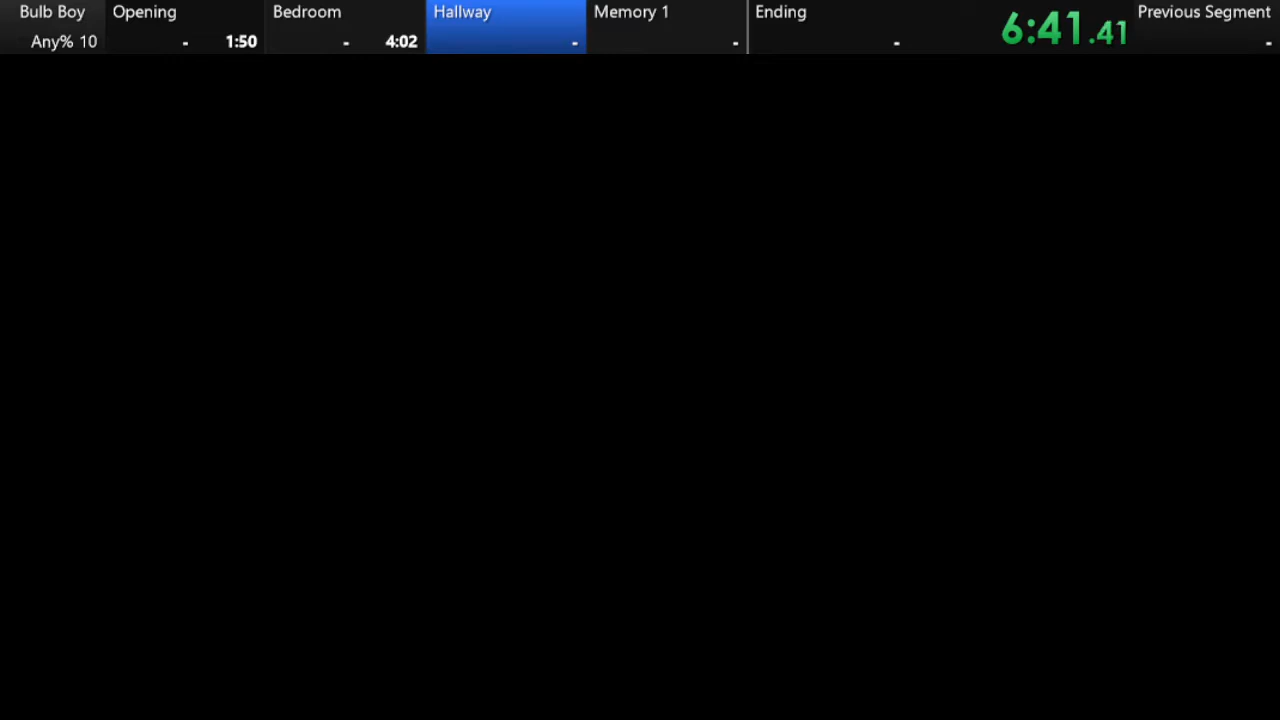 Bulb Boy
Any% 10
Opening
- 1:50
Bedroom
- 4:02
Hallway
-
Memory 1
-
Ending
-
6:41.41
Previous Segment
-